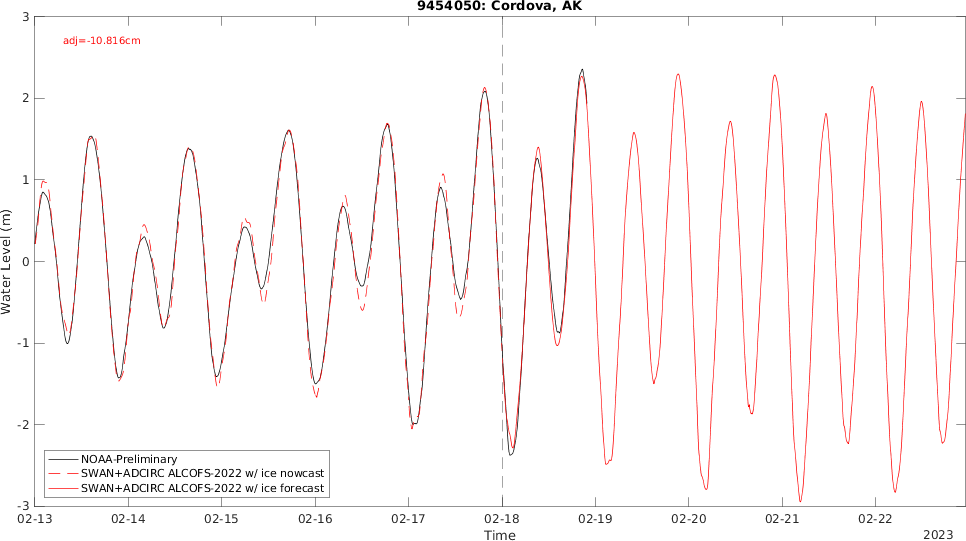 9454050: Cordova, AK
adj=-10.816cm
3
2
1
0
-1
-2
-3
Water Level (m)
NOAA-Preliminary
SWAN+ADCIRC ALCOFS-2022 w/ ice nowcast
SWAN+ADCIRC ALCOFS-2022 w/ ice forecast
02-13 02-14 02-15 02-16 02-17 02-18 02-19 02-20 02-21 02-22
Time
2023